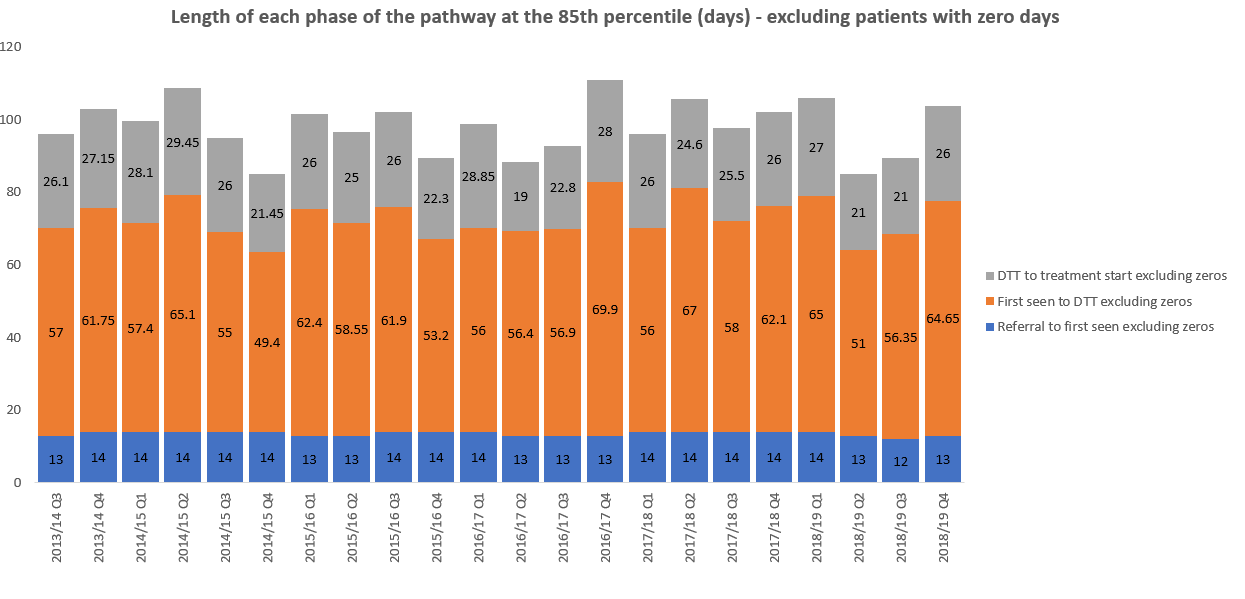 Length of each phase of the pathway at the 85th percentile (days) - excluding patients with zero days
120
100
80
60
40
20
0
26.1 27.15 28.1 29.45 26 21.45 26 25 26 22.3 28.85 19 22.8 28 26 24.6 25.5 26 27 21 21 26
57 61.75 57.4 65.1 55 49.4 62.4 58.55 61.9 53.2 56 56.4 56.9 69.9 56 67 58 62.1 65 51 56.35 64.65
13 14 14 14 14 14 13 13 14 14 14 13 13 13 14 14 14 14 14 13 12 13
2013/14 Q3
2013/14 Q4
2014/15 Q1
2014/15 Q2
2014/15 Q3
2014/15 Q4
2015/16 Q1
2015/16 Q2
2015/16 Q3
2015/16 Q4
2016/17 Q1
2016/17 Q2
2016/17 Q3
2016/17 Q4
2017/18 Q1
2017/18 Q2
2017/18 Q3
2017/18 Q4
2018/19 Q1
2018/19 Q2
2018/19 Q3
2018/19 Q4
DTT to treatment start excluding zeros
First seen to DTT excluding zeros
Referral to first seen excluding zeros